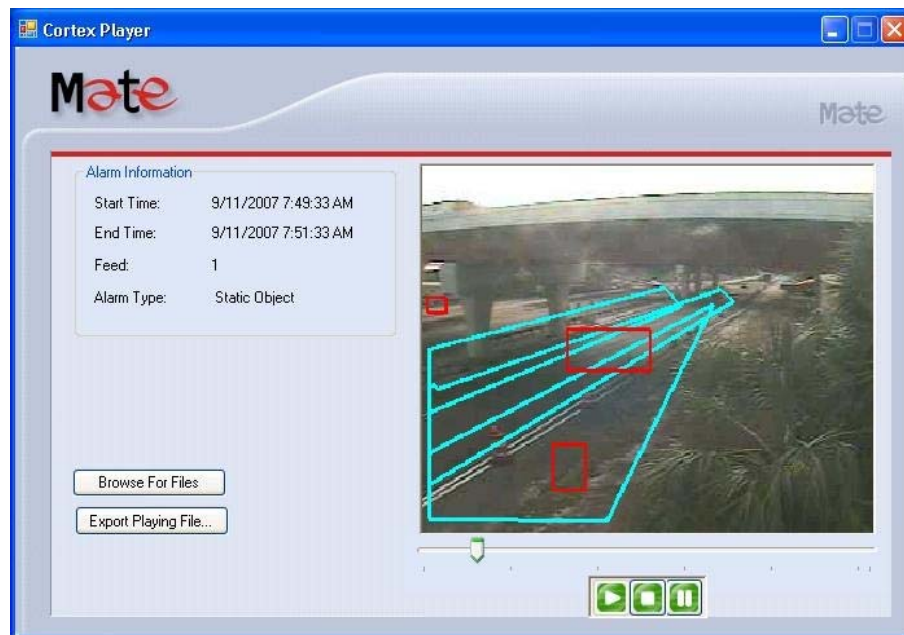 Cortex Player
Mate
Mate
Alarm Information
Start Time: 9/11/2007 7:49:33 AM
End Time: 9/11/2007 7:51:33 AM
Feed: 1
Alarm Type: Static Object
Browse For Files
Export Playing File...